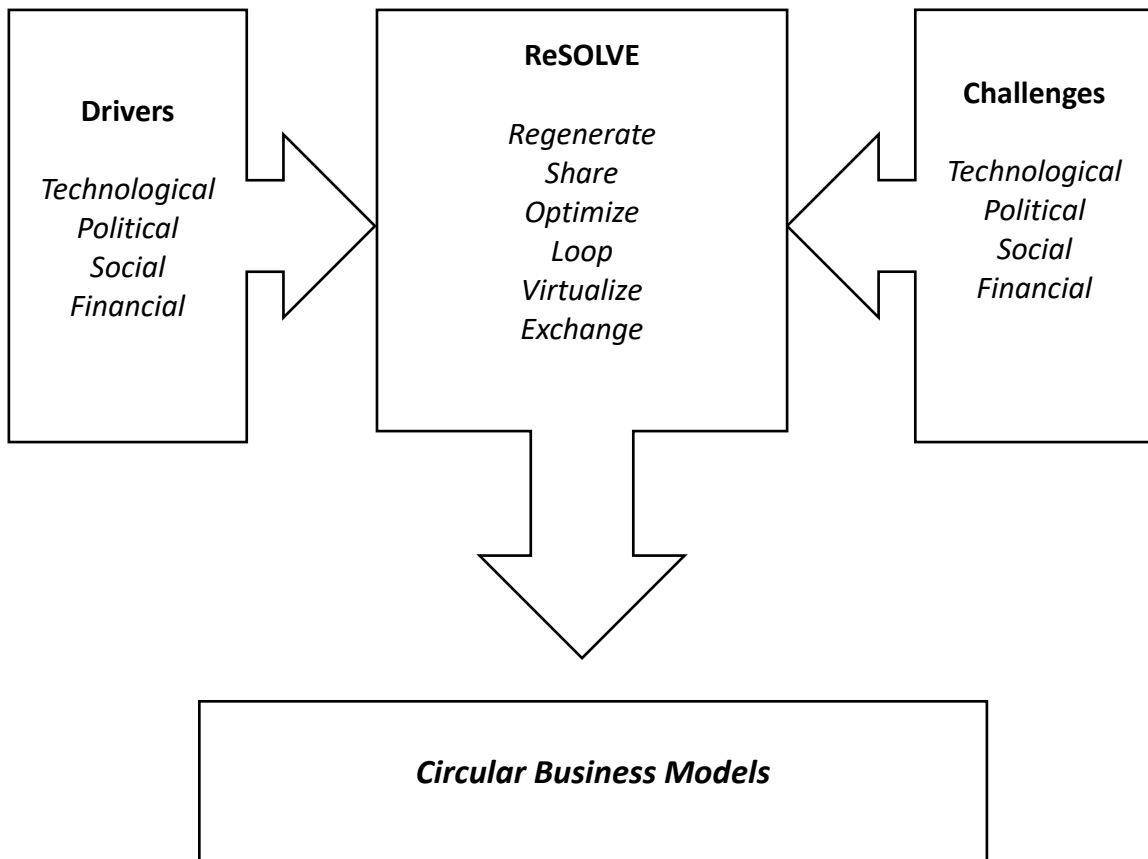 Drivers
Technological
Political
Social
Financial
ReSOLVE
Regenerate
Share
Optimize
Loop
Virtualize
Exchange
Challenges
Technological
Political
Social
Financial
Circular Business Models